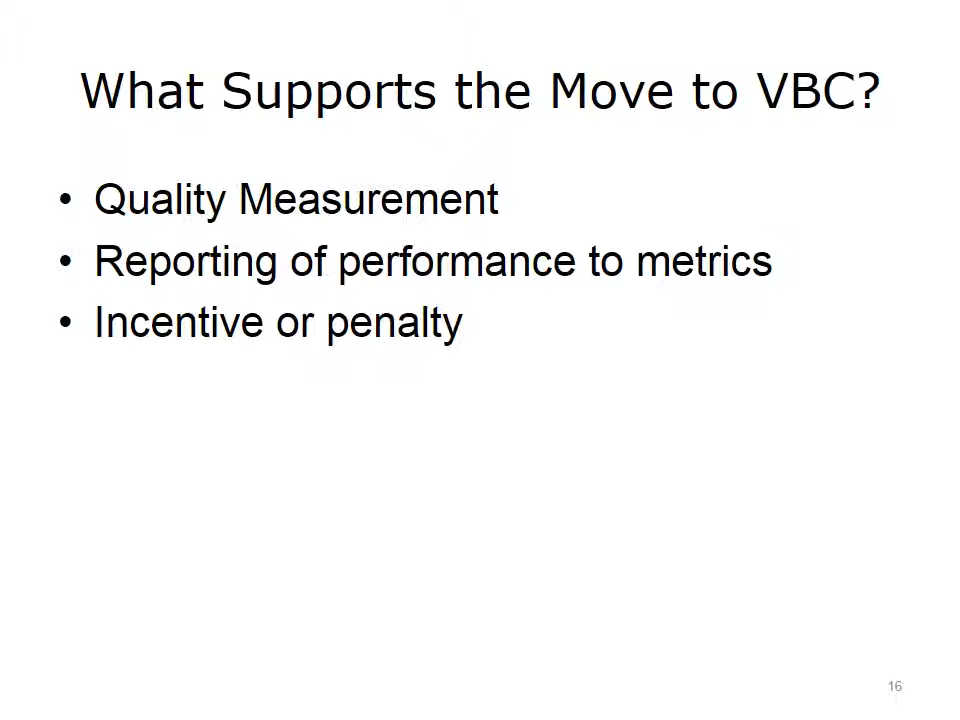 What Supports the Move to VBC?
• Quality Measurement
• Reporting of performance to metrics
• Incentive or penalty
16